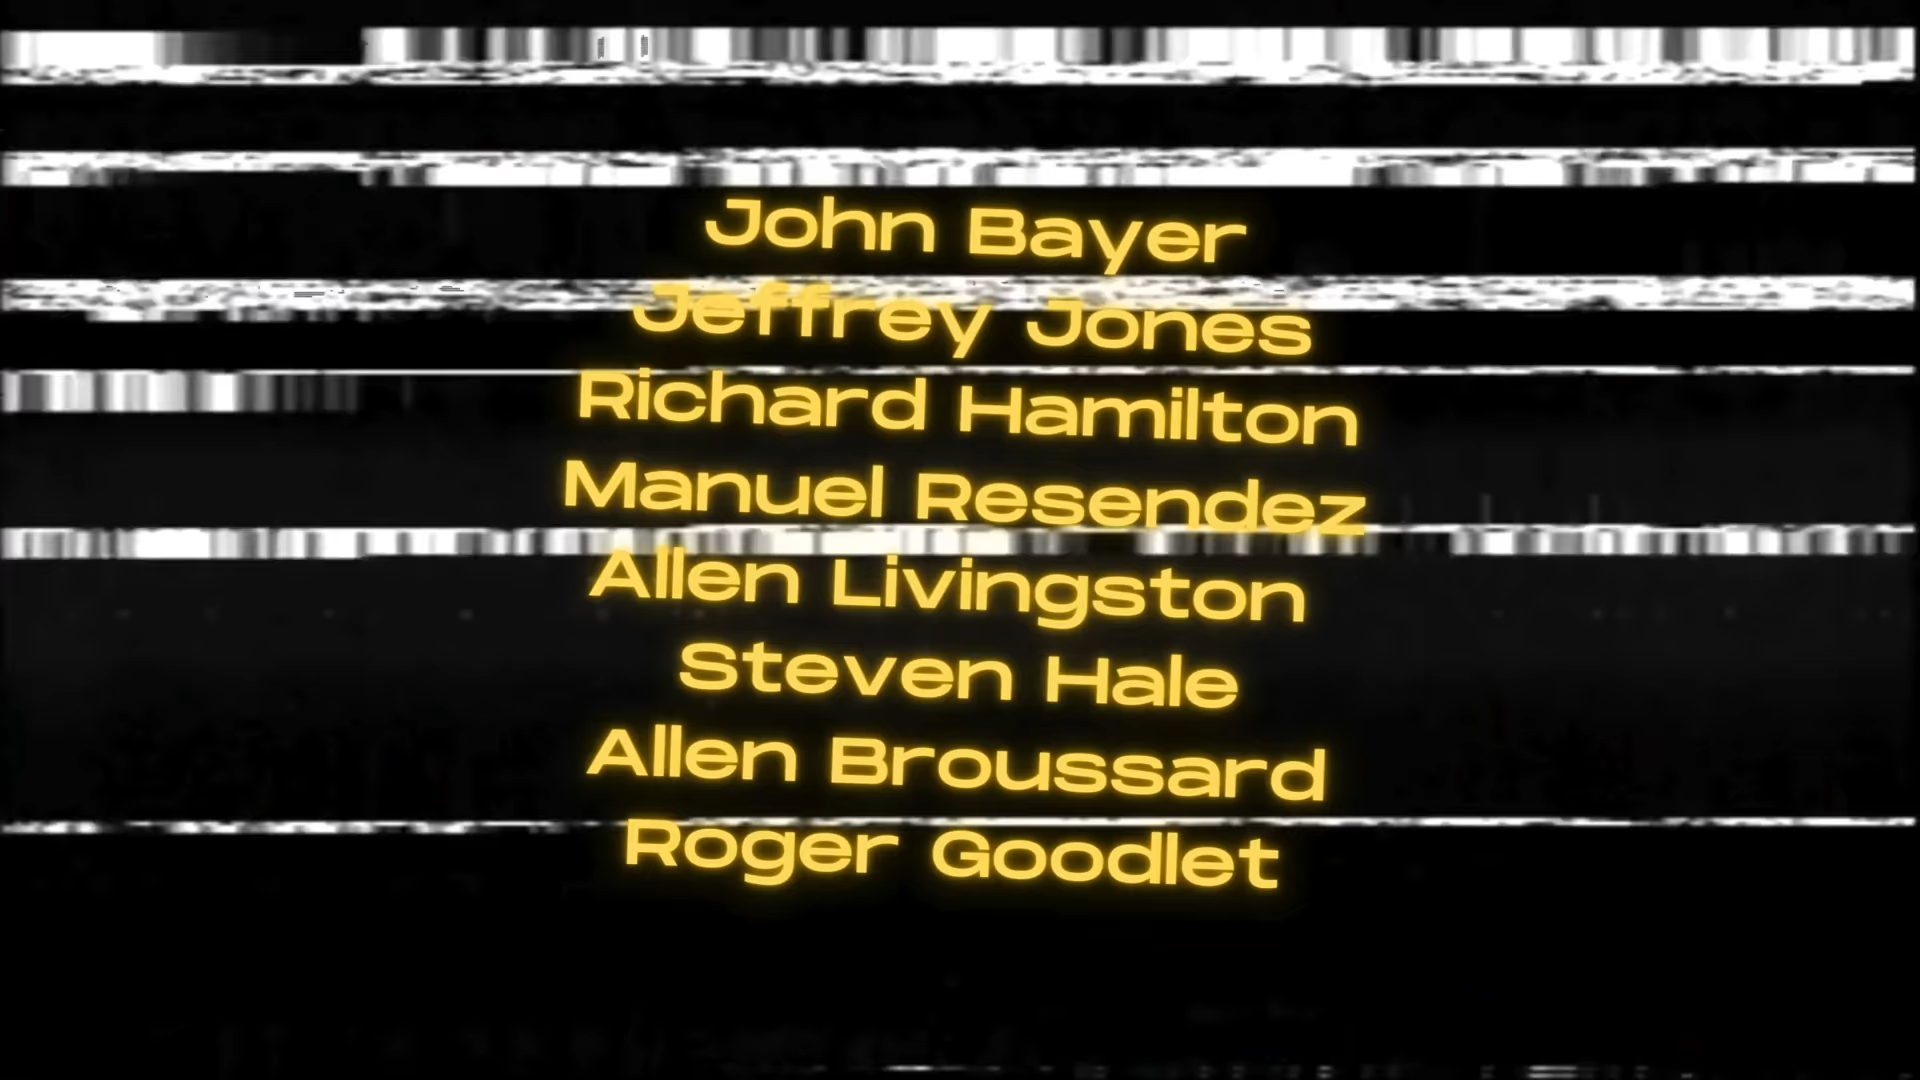 John Bayer
Jeffrey Jones
Richard Hamilton
Manuel Resendez
Allen Livingston
Steven Hale
Allen Broussard
Roger Goodlet